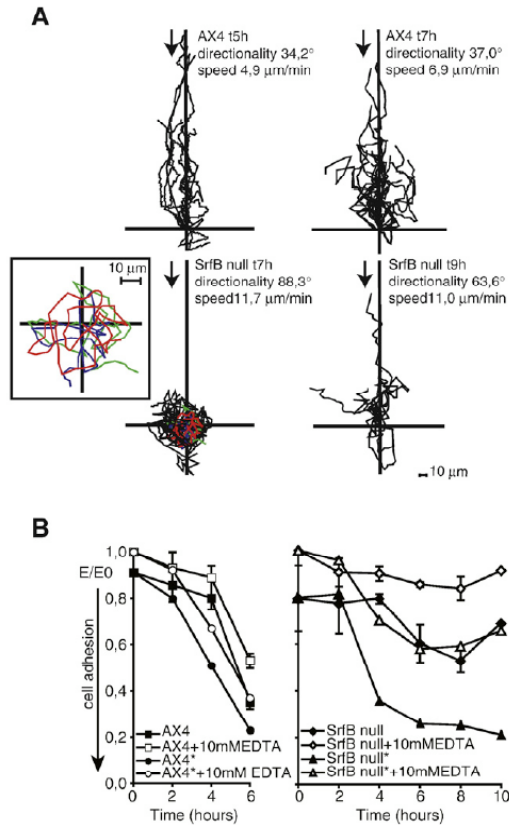 A
AX4 t5h
directionality 34,2°
speed 4,9 µm/min
AX4 t7h
directionality 37,0°
speed 6,9 µm/min
10 µm
SrfB null t7h
directionality 88,3°
speed11,7 µm/min
SrfB null t9h
directionality 63,6°
speed11,0 µm/min
10 µm
B
1,0
E/E0
0,8
0,6
0,4
0,2
0,0
cell adhesion
AX4
AX4+10mMEDTA
AX4*
AX4*+10mM EDTA
0 2 4 6
Time (hours)
SrfB null
SrfB null+10mMEDTA
SrfB null*
SrfB null*+10mMEDTA
0 2 4 6 8 10
Time (hours)